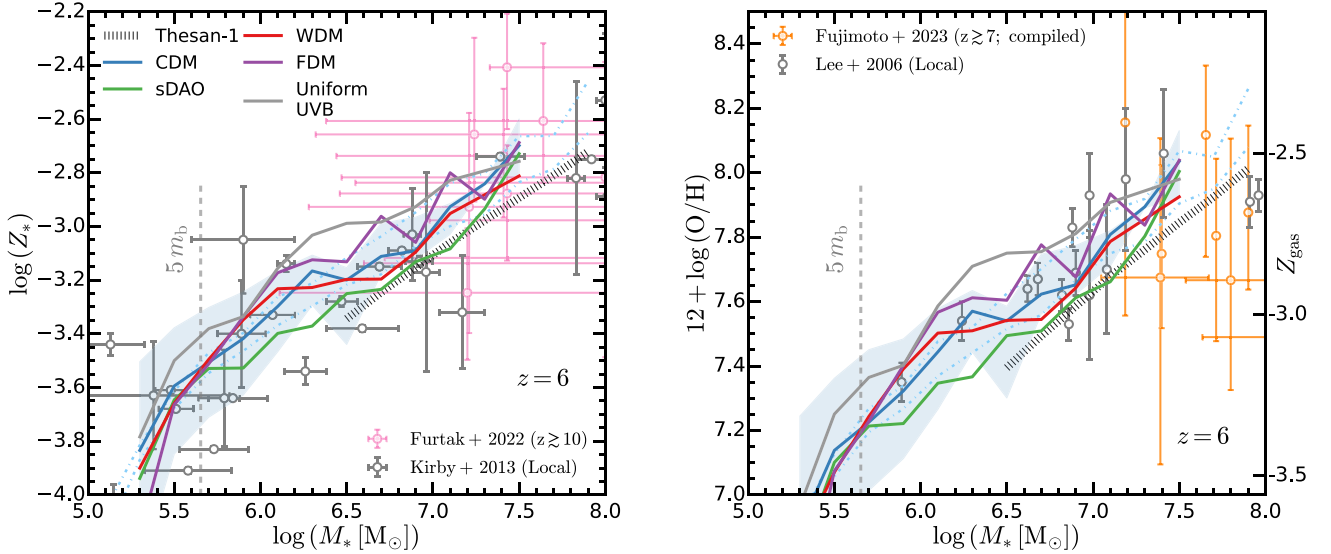 −2.0
−2.2
−2.4
−2.6
−2.8
−3.0
−3.2
−3.4
−3.6
−3.8
−4.0
log (Z*)
Thesan-1
CDM
sDAO
WDM
FDM
Uniform
UVB
5 m_b
z = 6
Furtak + 2022 (z ≳ 10)
Kirby + 2013 (Local)
5.0 5.5 6.0 6.5 7.0 7.5 8.0
log (M* [M⊙])
8.4
8.2
8.0
7.8
7.6
7.4
7.2
7.0
12 + log (O/H)
Fujimoto + 2023 (z ≳ 7; compiled)
Lee + 2006 (Local)
5 m_b
z = 6
-2.5
-3.0
-3.5
Z_gas
5.0 5.5 6.0 6.5 7.0 7.5 8.0
log (M* [M⊙])